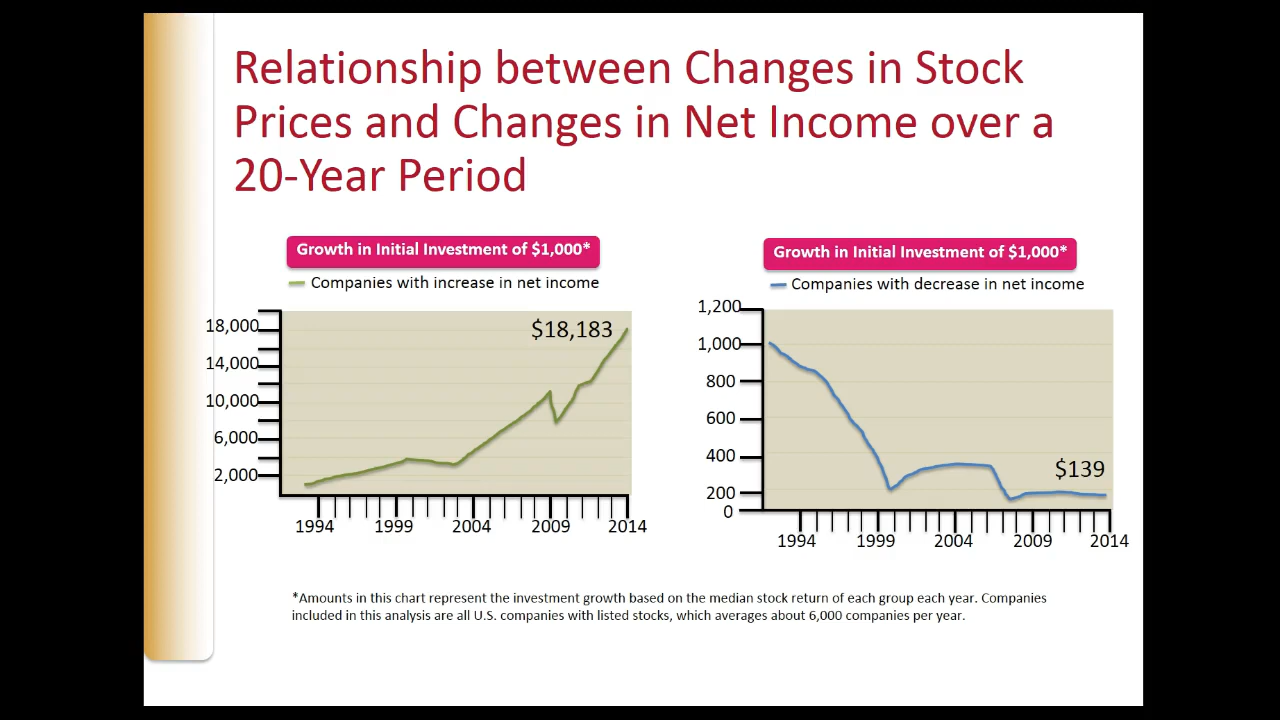 Relationship between Changes in Stock
Prices and Changes in Net Income over a
20-Year Period
Growth in Initial Investment of $1,000*
Companies with increase in net income
18,000
14,000
10,000
6,000
2,000
$18,183
1994 1999 2004 2009 2014
Growth in Initial Investment of $1,000*
Companies with decrease in net income
1,200
1,000
800
600
400
200
0
$139
1994 1999 2004 2009 2014
*Amounts in this chart represent the investment growth based on the median stock return of each group each year. Companies
included in this analysis are all U.S. companies with listed stocks, which averages about 6,000 companies per year.